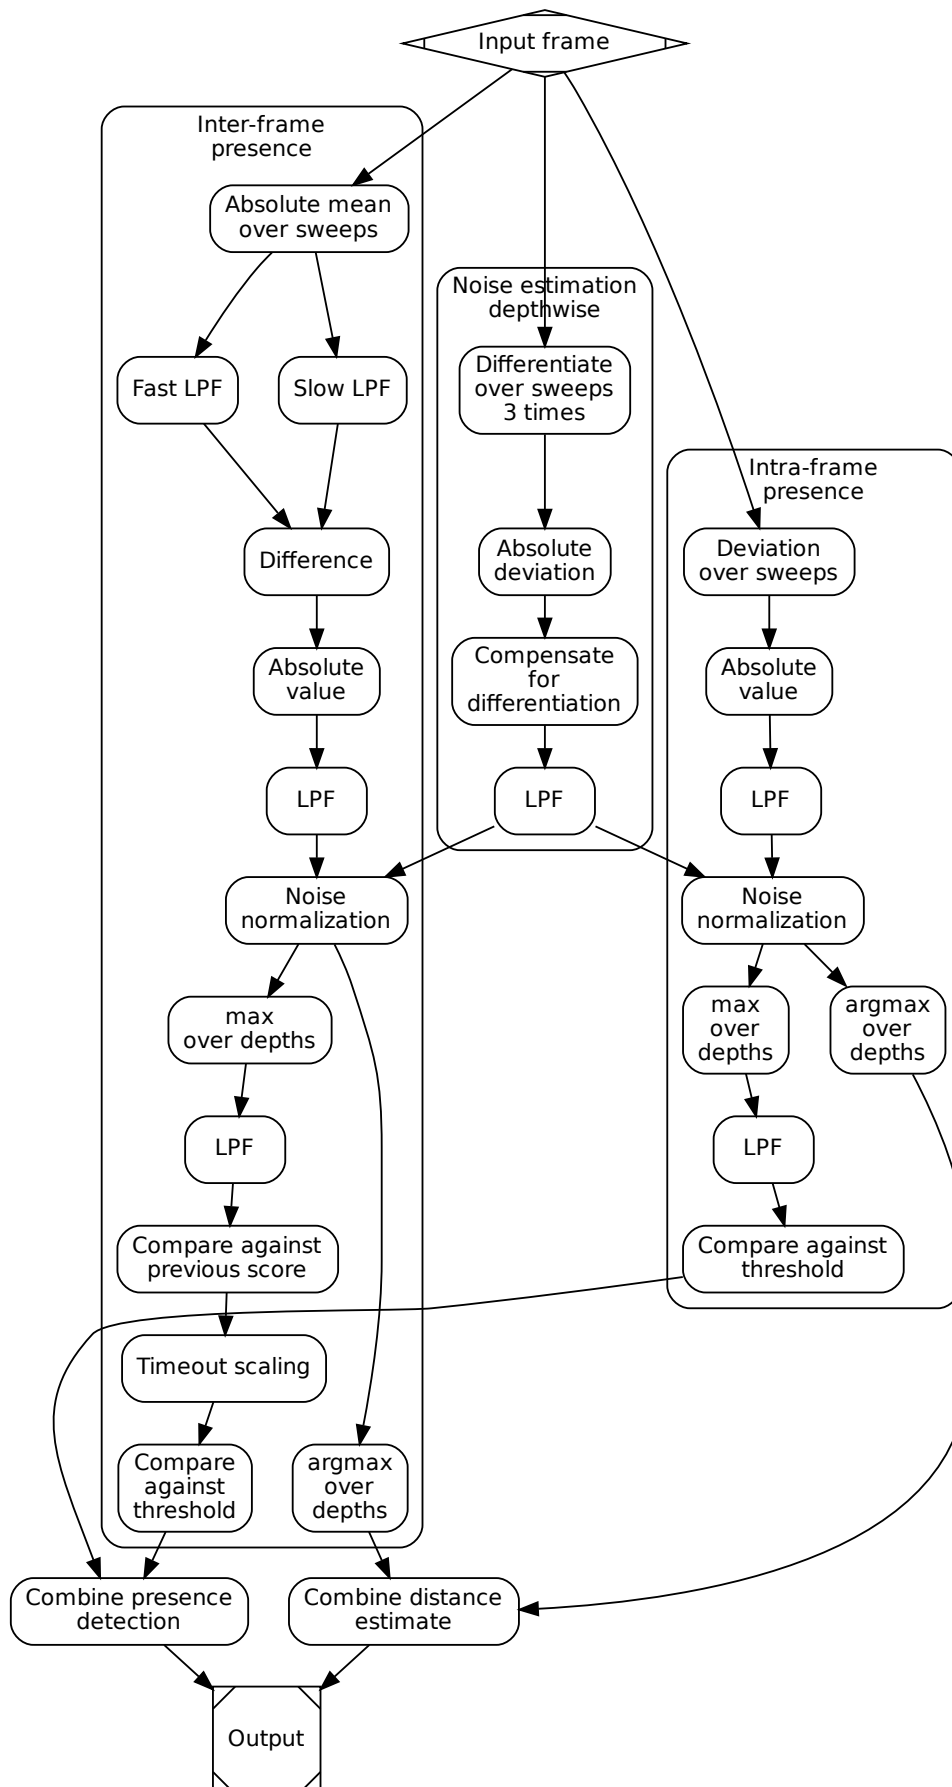 Input frame
Inter-frame
presence
Absolute mean
over sweeps
Fast LPF
Slow LPF
Difference
Absolute
value
LPF
Noise
normalization
max
over depths
LPF
Compare against
previous score
Timeout scaling
Compare
against
threshold
argmax
over
depths
Noise estimation
depthwise
Differentiate
over sweeps
3 times
Absolute
deviation
Compensate
for
differentiation
LPF
Intra-frame
presence
Deviation
over sweeps
Absolute
value
LPF
Noise
normalization
max
over
depths
argmax
over
depths
LPF
Compare against
threshold
Combine presence
detection
Combine distance
estimate
Output